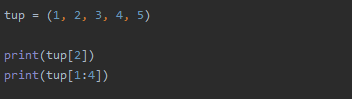 tup = (1, 2, 3, 4, 5)
print(tup[2])
print(tup[1:4])